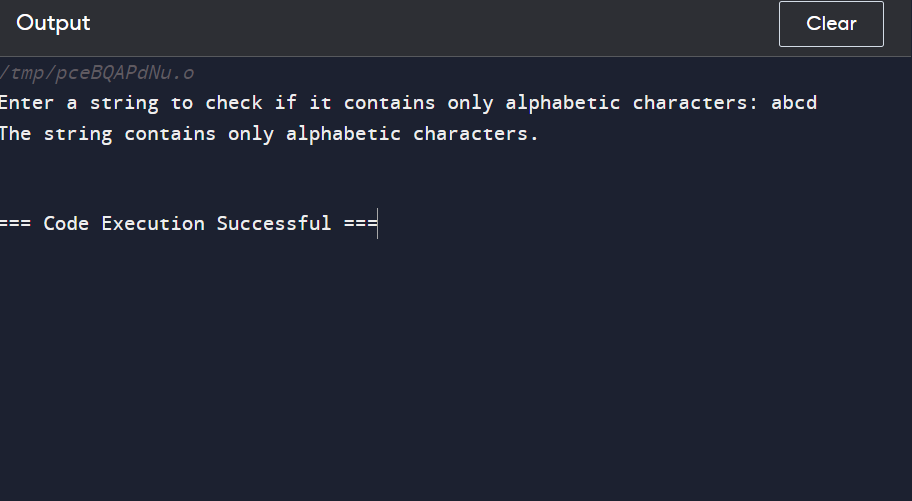 Output
Clear
/tmp/pceBQAPdNu.o
Enter a string to check if it contains only alphabetic characters: abcd
The string contains only alphabetic characters.
=== Code Execution Successful ===